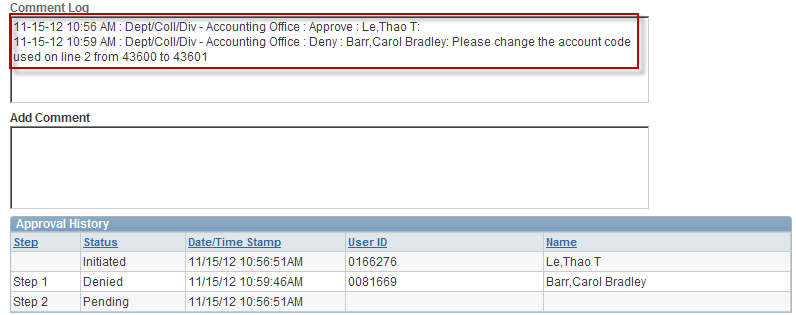 Comment Log
11-15-12 10:56 AM : Dept/Coll/Div - Accounting Office : Approve : Le,Thao T:
11-15-12 10:59 AM : Dept/Coll/Div - Accounting Office : Deny : Barr,Carol Bradley: Please change the account code
used on line 2 from 43600 to 43601
Add Comment
Approval History
Step Status Date/Time Stamp User ID Name
Initiated 11/15/12 10:56:51AM 0166276 Le,Thao T
Step 1 Denied 11/15/12 10:59:46AM 0081669 Barr,Carol Bradley
Step 2 Pending 11/15/12 10:56:51AM